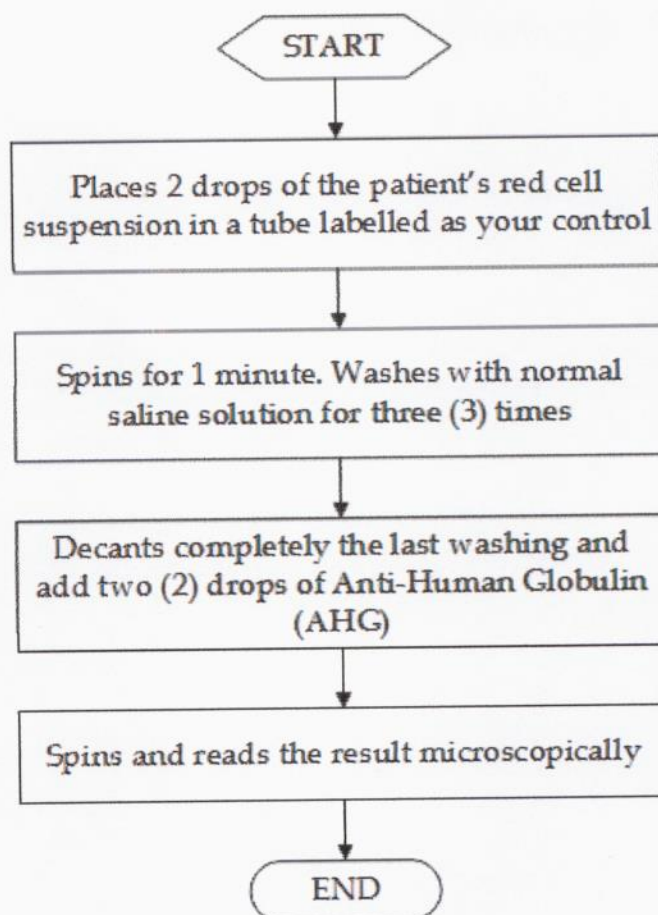 START
Places 2 drops of the patient's red cell
suspension in a tube labelled as your control
Spins for 1 minute. Washes with normal
saline solution for three (3) times
Decants completely the last washing and
add two (2) drops of Anti-Human Globulin
(AHG)
Spins and reads the result microscopically
END